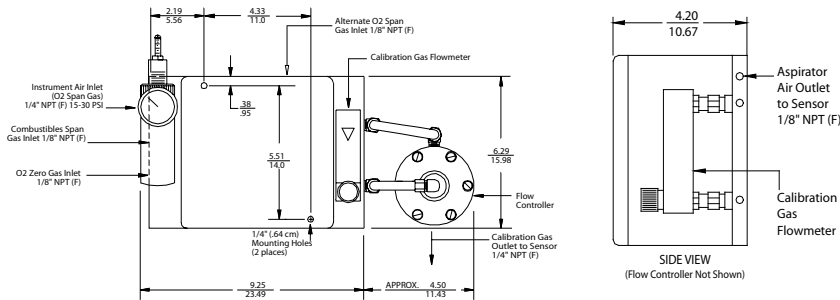 2.19
5.56
4.33
11.0
Alternate O2 Span
Gas Inlet 1/8" NPT (F)
Calibration Gas Flowmeter
Instrument Air Inlet
(O2 Span Gas)
1/4" NPT (F) 15-30 PSI
Combustibles Span
Gas Inlet 1/8" NPT (F)
O2 Zero Gas Inlet
1/8" NPT (F)
.38
.95
5.51
14.0
6.29
15.98
Flow
Controller
1/4" (.64 cm)
Mounting Holes
(2 places)
Calibration Gas
Outlet to Sensor
1/4" NPT (F)
9.25
23.49
APPROX. 4.50
11.43
4.20
10.67
Aspirator
Air Outlet
to Sensor
1/8" NPT (F)
Calibration
Gas
Flowmeter
SIDE VIEW
(Flow Controller Not Shown)